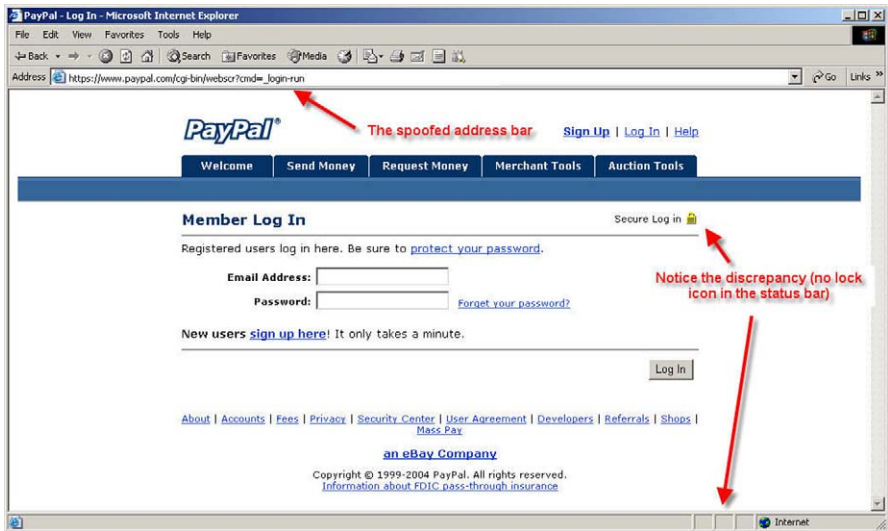 PayPal - Log In - Microsoft Internet Explorer
File Edit View Favorites Tools Help
Back Search Favorites Media
Address https://www.paypal.com/cgi-bin/webscr?cmd=_login-run Go Links »
PayPal® The spoofed address bar Sign Up | Log In | Help
Welcome Send Money Request Money Merchant Tools Auction Tools
Member Log In Secure Log in
Registered users log in here. Be sure to protect your password.
Notice the discrepancy (no lock
icon in the status bar)
Email Address:
Password: Forget your password?
New users sign up here! It only takes a minute.
Log In
About | Accounts | Fees | Privacy | Security Center | User Agreement | Developers | Referrals | Shops |
Mass Pay
an eBay Company
Copyright © 1999-2004 PayPal. All rights reserved.
Information about FDIC pass-through insurance
Internet